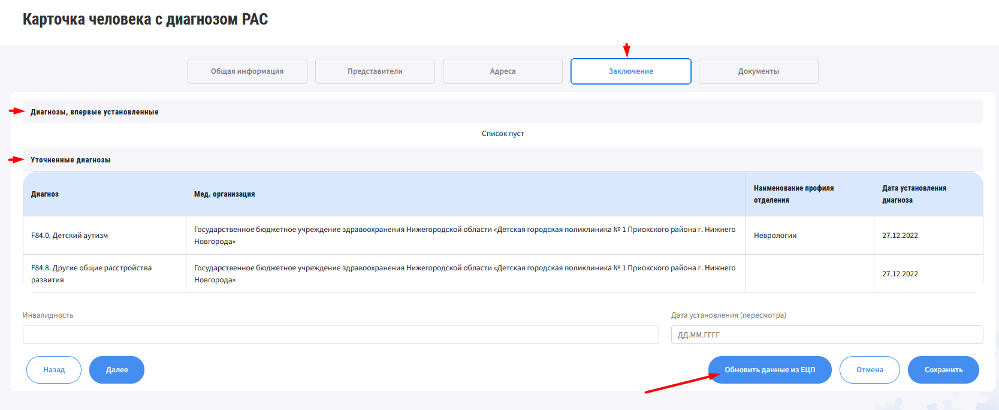 Карточка человека с диагнозом РАС
Общая информация
Представители
Адреса
Заключение
Документы
Диагнозы, впервые установленные
Список пуст
Уточненные диагнозы
Диагноз
Мед. организация
Наименование профиля
отделения
Дата установления
диагноза
F84.0. Детский аутизм
Государственное бюджетное учреждение здравоохранения Нижегородской области «Детская городская поликлиника № 1 Приокского района г. Нижнего
Новгорода»
Неврологии
27.12.2022
F84.8. Другие общие расстройства
развития
Государственное бюджетное учреждение здравоохранения Нижегородской области «Детская городская поликлиника № 1 Приокского района г. Нижнего
Новгорода»
27.12.2022
Инвалидность
Дата установления (пересмотра)
ДД.ММ.ГГГГ
Назад
Далее
Обновить данные из ЕЦП
Отмена
Сохранить